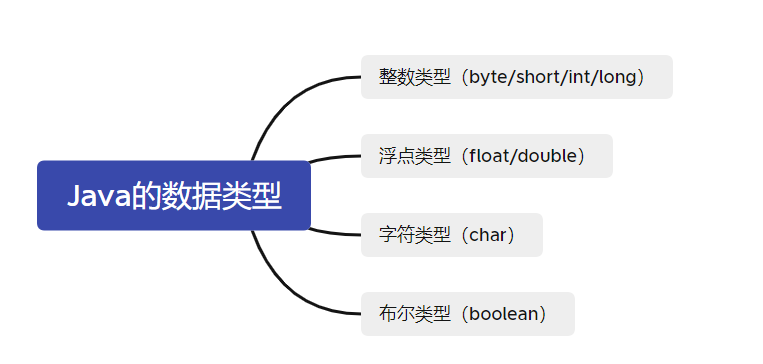 Java的数据类型
整数类型（byte/short/int/long）
浮点类型（float/double）
字符类型（char）
布尔类型（boolean）